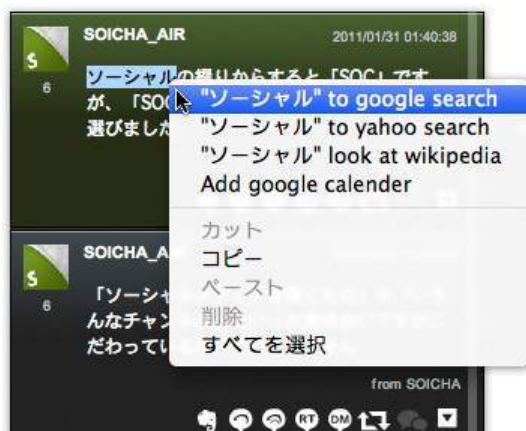 SOICHA_AIR 2011/01/31 01:40:38
S
6
ソーシャルの綴りからすると「SOC」です
が、「SOC
選びました
"ソーシャル" to google search
"ソーシャル" to yahoo search
"ソーシャル" look at wikipedia
Add google calender
カット
コピー
ペースト
削除
すべてを選択
SOICHA_A
S
6
「ソーシャ
んなチャン
だわってい
from SOICHA
RT DM